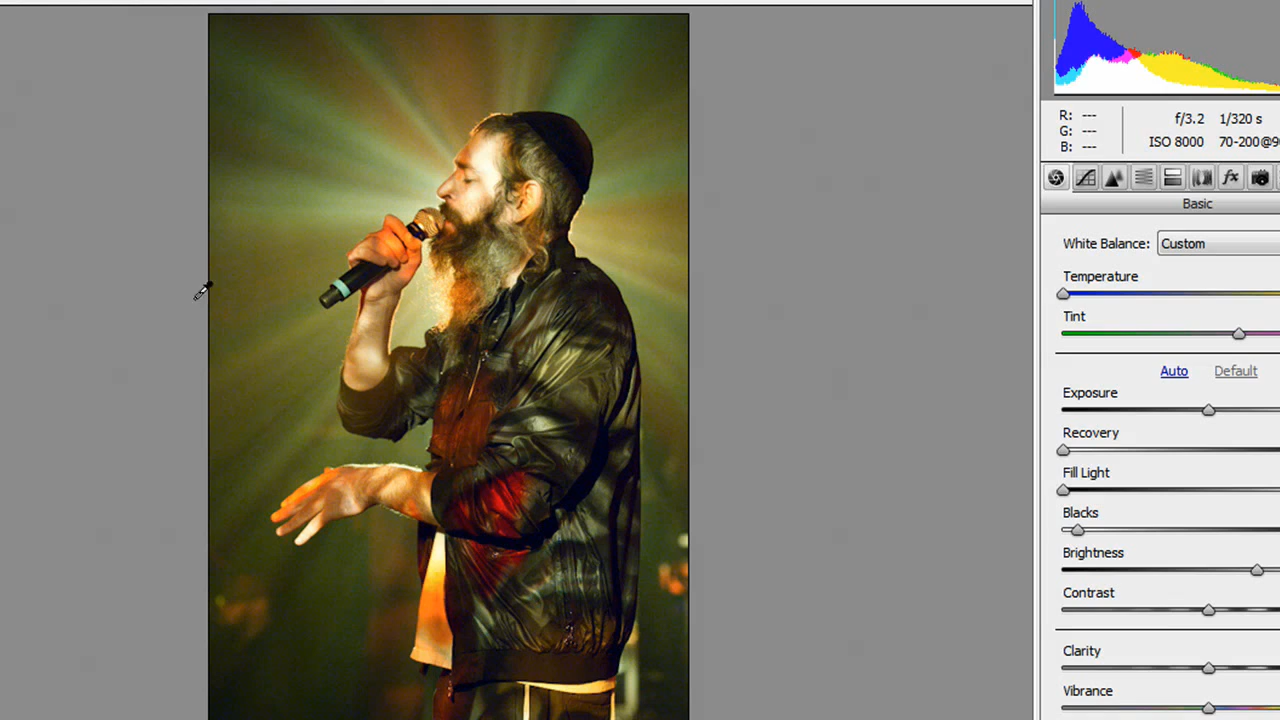 R: ---
G: ---
B: ---
f/3.2 1/320 s
ISO 8000 70-200@9
Basic
White Balance: Custom
Temperature
Tint
Auto Default
Exposure
Recovery
Fill Light
Blacks
Brightness
Contrast
Clarity
Vibrance